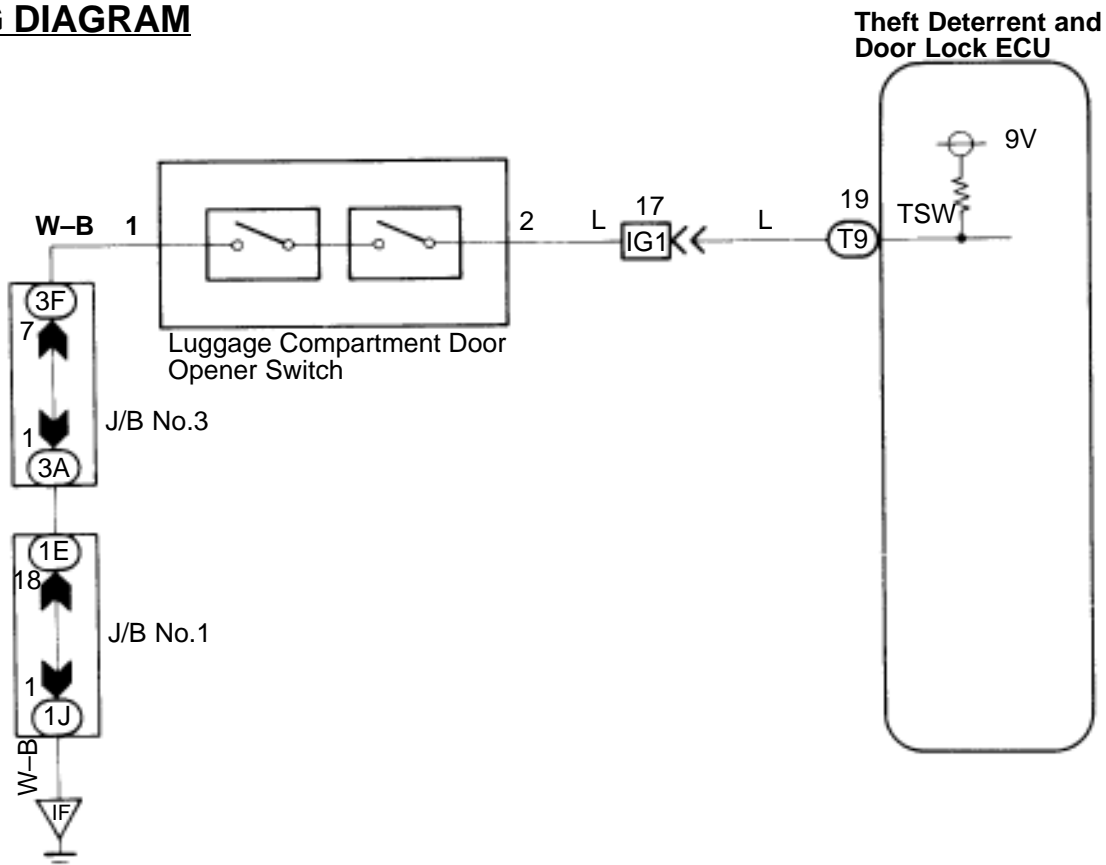 G DIAGRAM
Theft Deterrent and
Door Lock ECU
9V
W–B 1
2
L
17
IG1
L
19
T9
TSW
Luggage Compartment Door
Opener Switch
3F
7
1
3A
J/B No.3
1E
18
J/B No.1
1
1J
W–B
IF